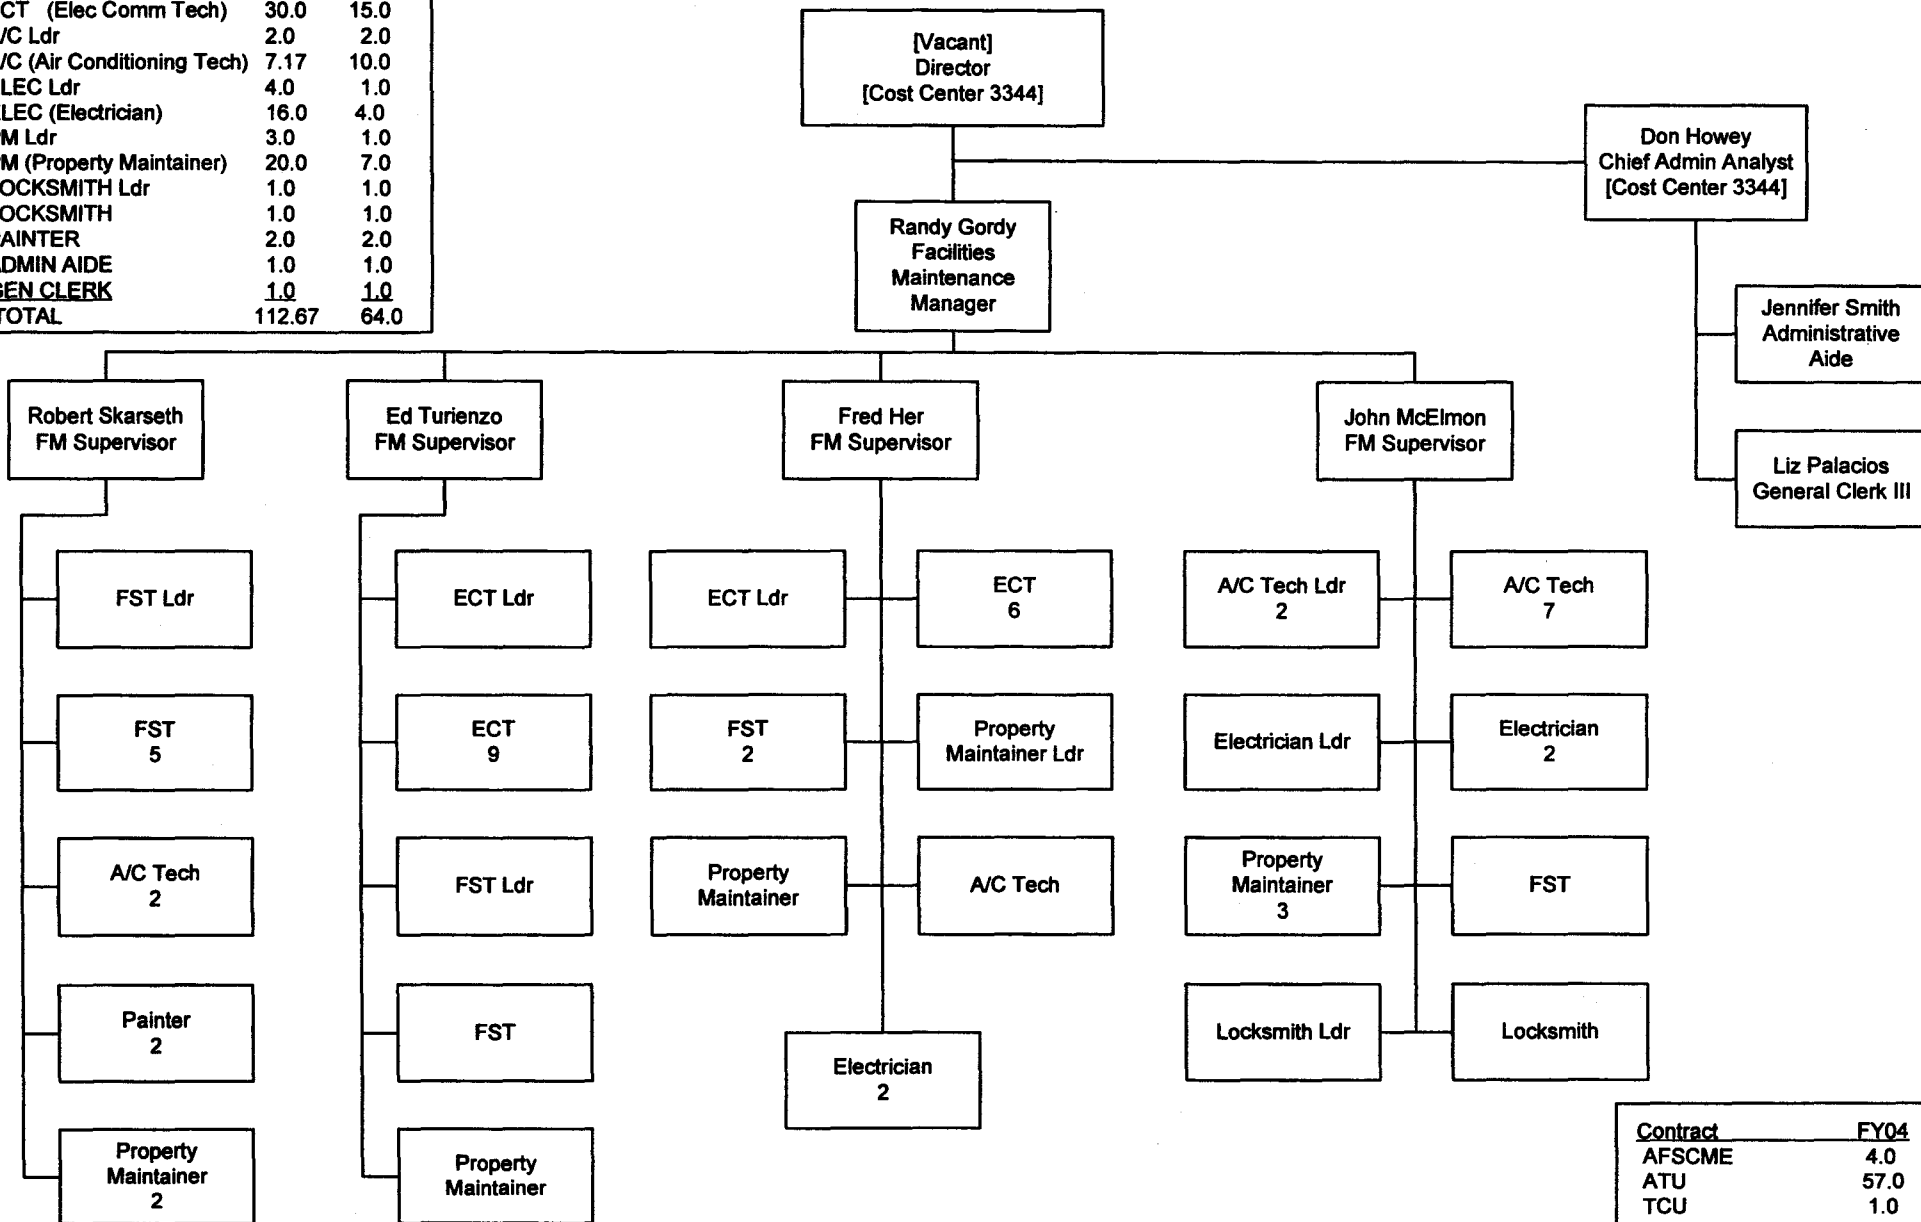 CT (Elec Comm Tech) 30.0 15.0
/C Ldr 2.0 2.0
/C (Air Conditioning Tech) 7.17 10.0
LEC Ldr 4.0 1.0
LEC (Electrician) 16.0 4.0
M Ldr 3.0 1.0
M (Property Maintainer) 20.0 7.0
OCKSMITH Ldr 1.0 1.0
OCKSMITH 1.0 1.0
AINTER 2.0 2.0
DMIN AIDE 1.0 1.0
GEN CLERK 1.0 1.0
TOTAL 112.67 64.0
[Vacant]
Director
[Cost Center 3344]
Don Howey
Chief Admin Analyst
[Cost Center 3344]
Randy Gordy
Facilities
Maintenance
Manager
Jennifer Smith
Administrative
Aide
Liz Palacios
General Clerk III
Robert Skarseth
FM Supervisor
Ed Turienzo
FM Supervisor
Fred Her
FM Supervisor
John McElmon
FM Supervisor
FST Ldr
FST
5
A/C Tech
2
Painter
2
Property
Maintainer
2
ECT Ldr
ECT
9
FST Ldr
FST
Property
Maintainer
ECT Ldr
ECT
6
FST
2
Property
Maintainer Ldr
Property
Maintainer
A/C Tech
Electrician
2
A/C Tech Ldr
2
A/C Tech
7
Electrician Ldr
Electrician
2
Property
Maintainer
3
FST
Locksmith Ldr
Locksmith
Contract FY04
AFSCME 4.0
ATU 57.0
TCU 1.0